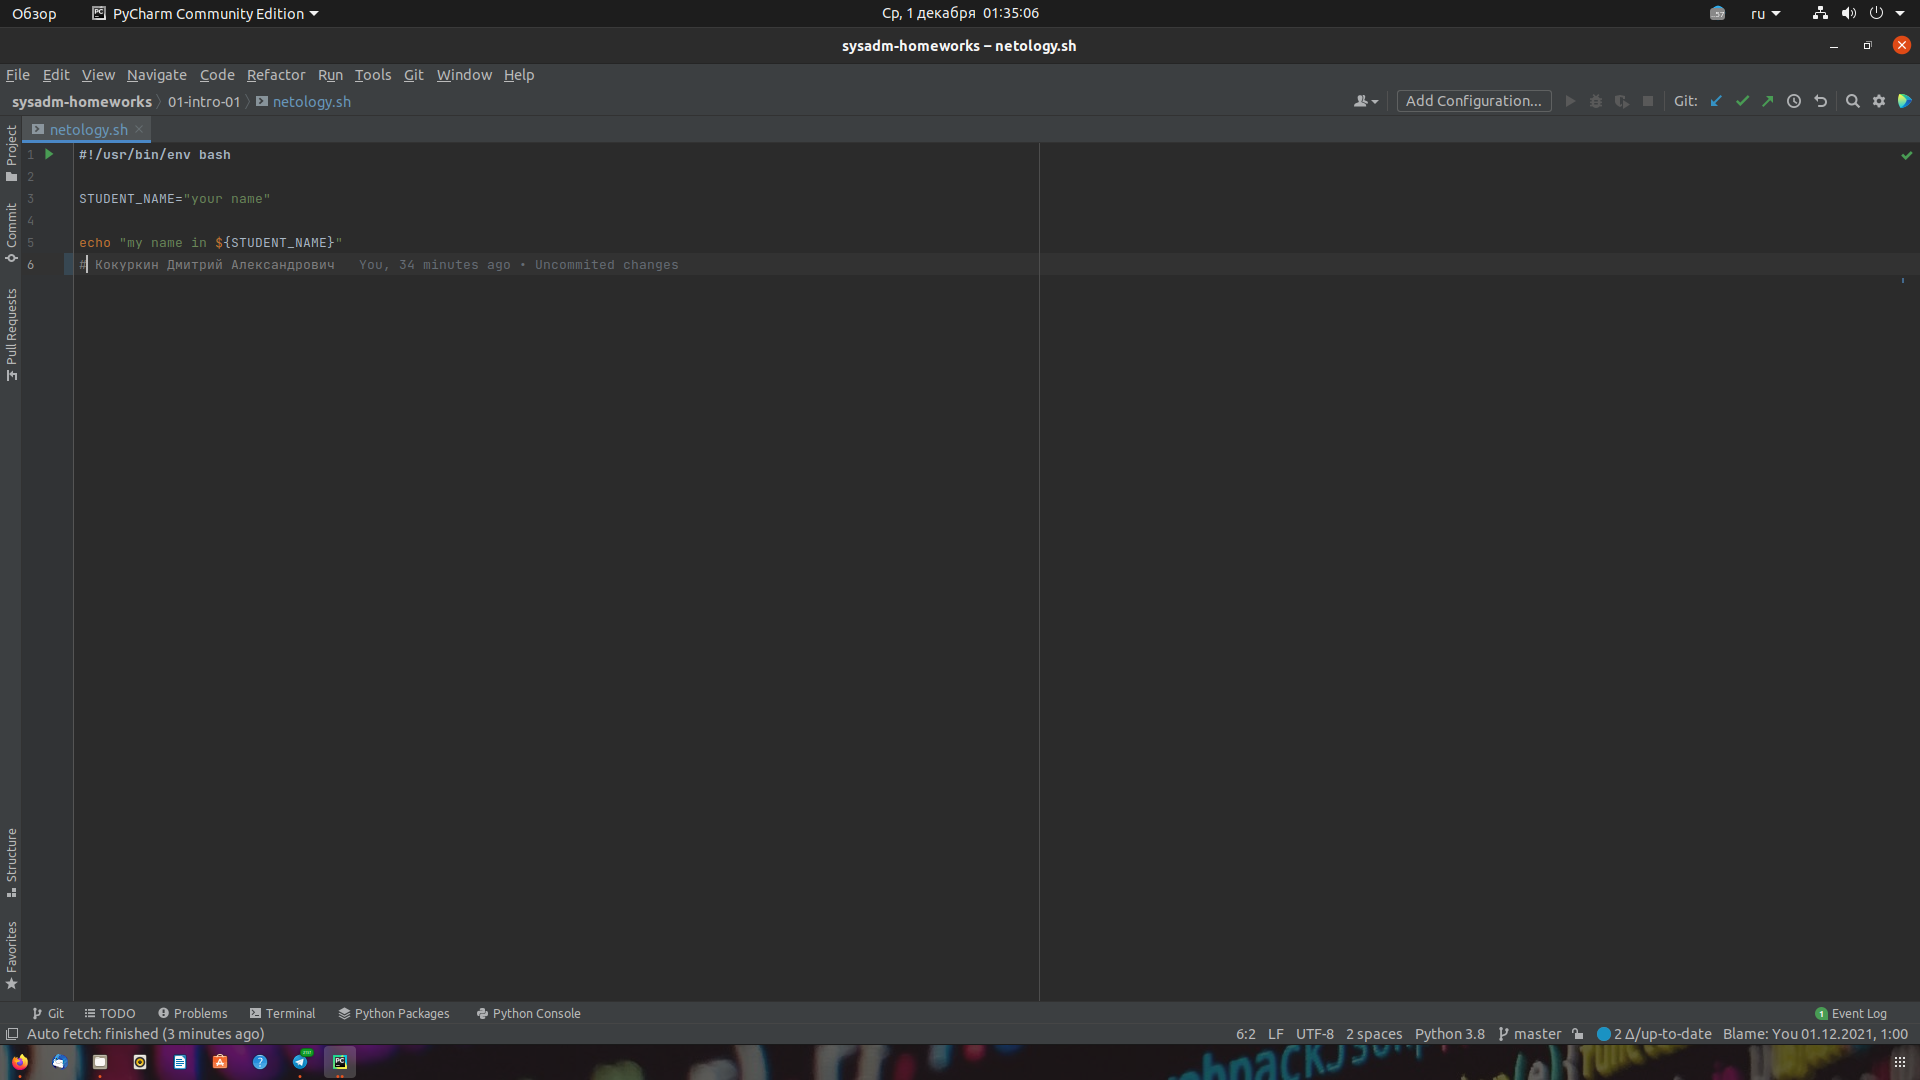 Обзор PyCharm Community Edition Ср, 1 декабря 01:35:06 ru
sysadm-homeworks – netology.sh
File Edit View Navigate Code Refactor Run Tools Git Window Help
sysadm-homeworks 01-intro-01 netology.sh Add Configuration... Git:
netology.sh
Project
Commit
Pull Requests
Structure
Favorites
1 #!/usr/bin/env bash
2
3 STUDENT_NAME="your name"
4
5 echo "my name in ${STUDENT_NAME}"
6 # Кокуркин Дмитрий Александрович You, 34 minutes ago • Uncommited changes
Git TODO Problems Terminal Python Packages Python Console 1 Event Log
Auto fetch: finished (3 minutes ago) 6:2 LF UTF-8 2 spaces Python 3.8 master 2 Δ/up-to-date Blame: You 01.12.2021, 1:00